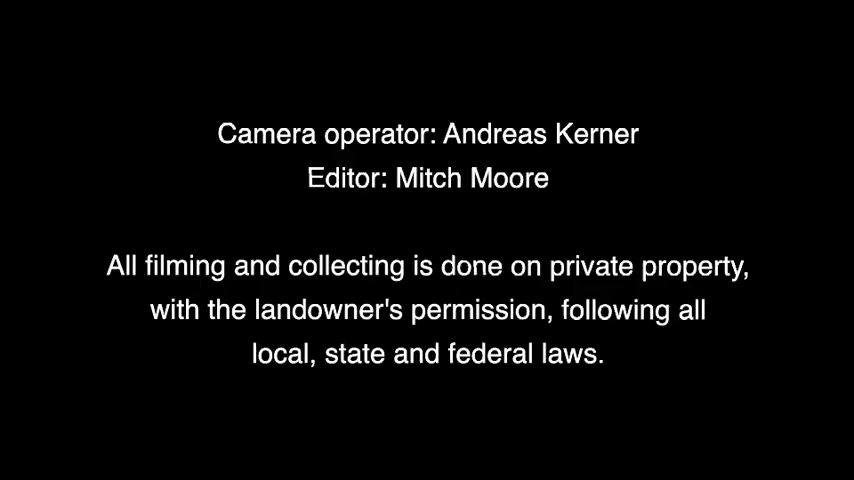 Camera operator: Andreas Kerner
Editor: Mitch Moore
All filming and collecting is done on private property,
with the landowner's permission, following all
local, state and federal laws.